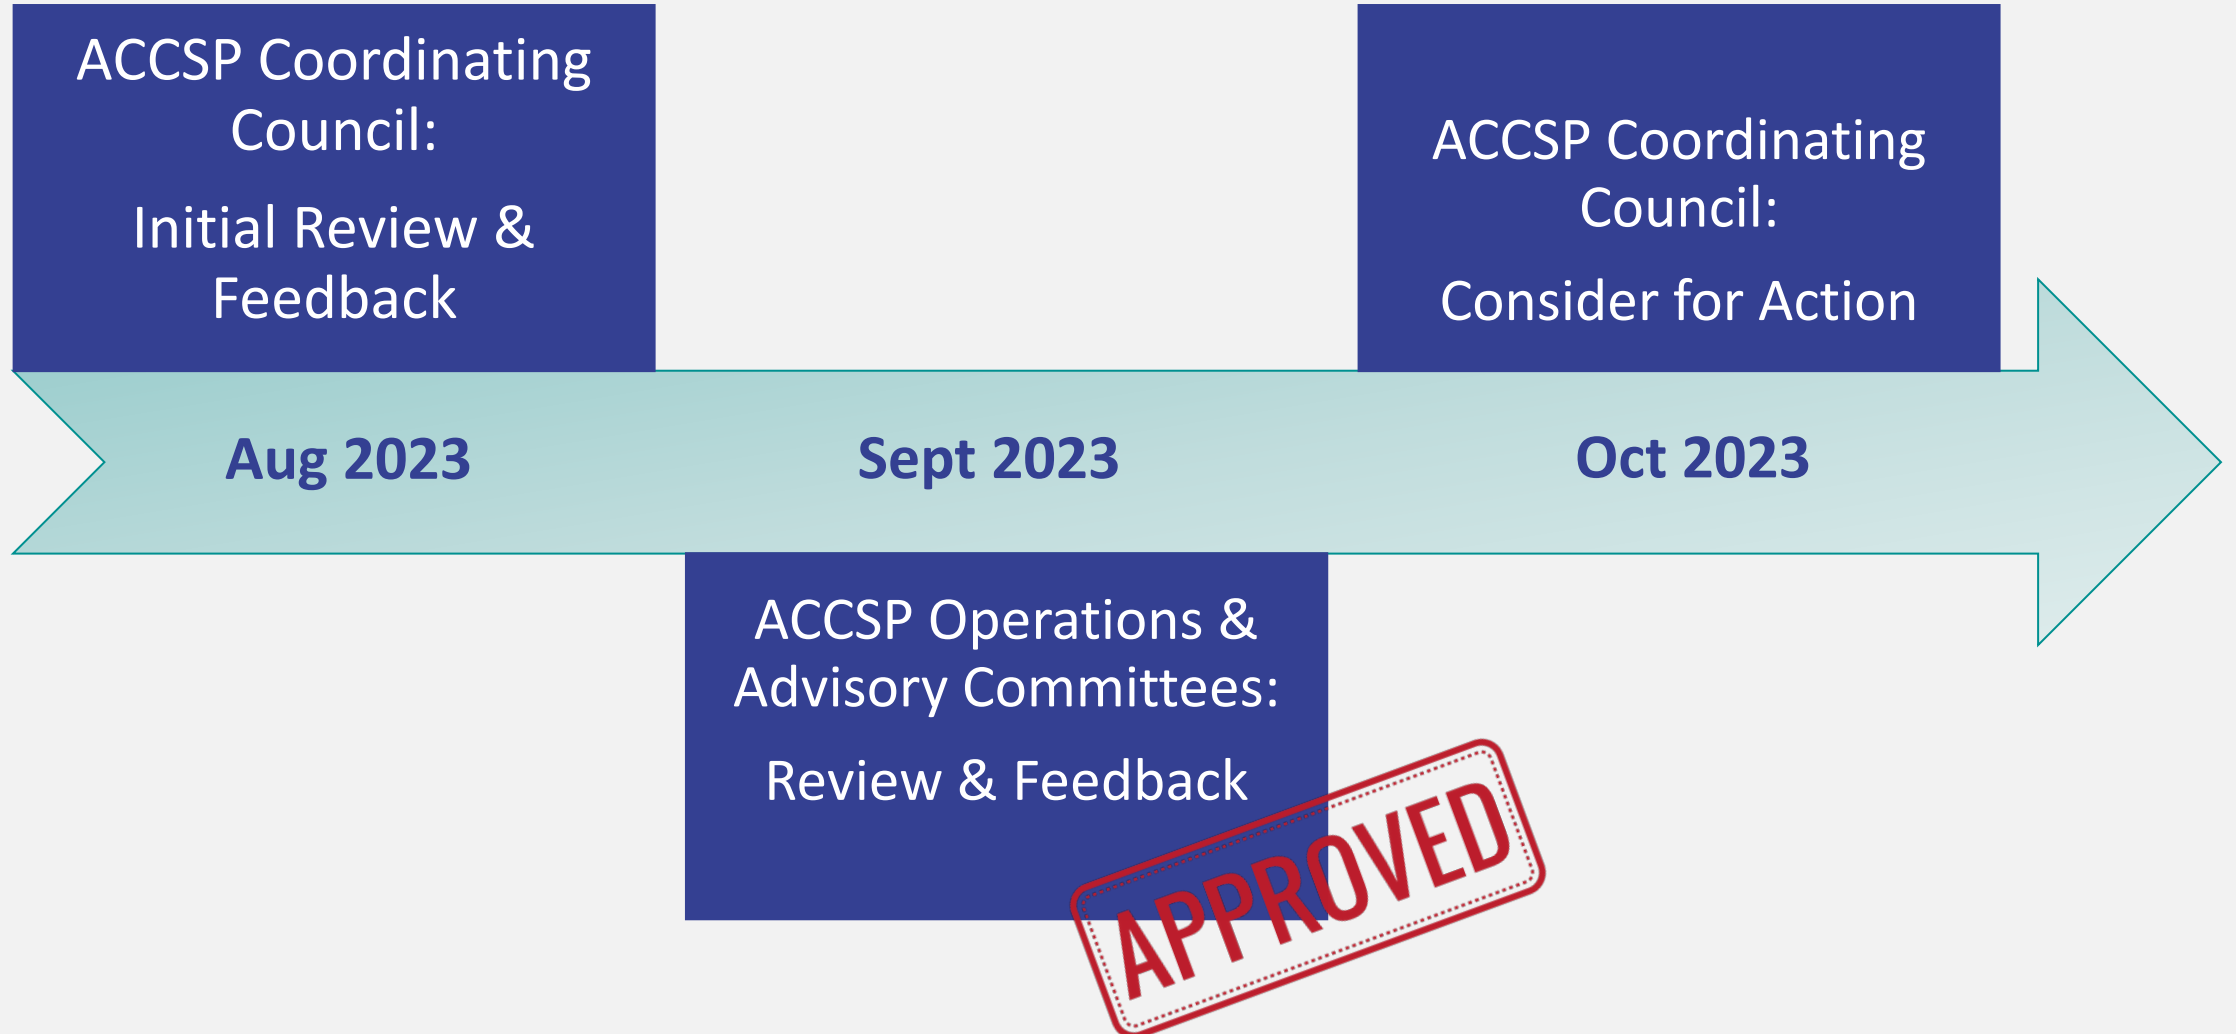 ACCSP Coordinating
Council:
Initial Review &
Feedback
ACCSP Coordinating
Council:
Consider for Action
Aug 2023
Sept 2023
Oct 2023
ACCSP Operations &
Advisory Committees:
Review & Feedback
APPROVED